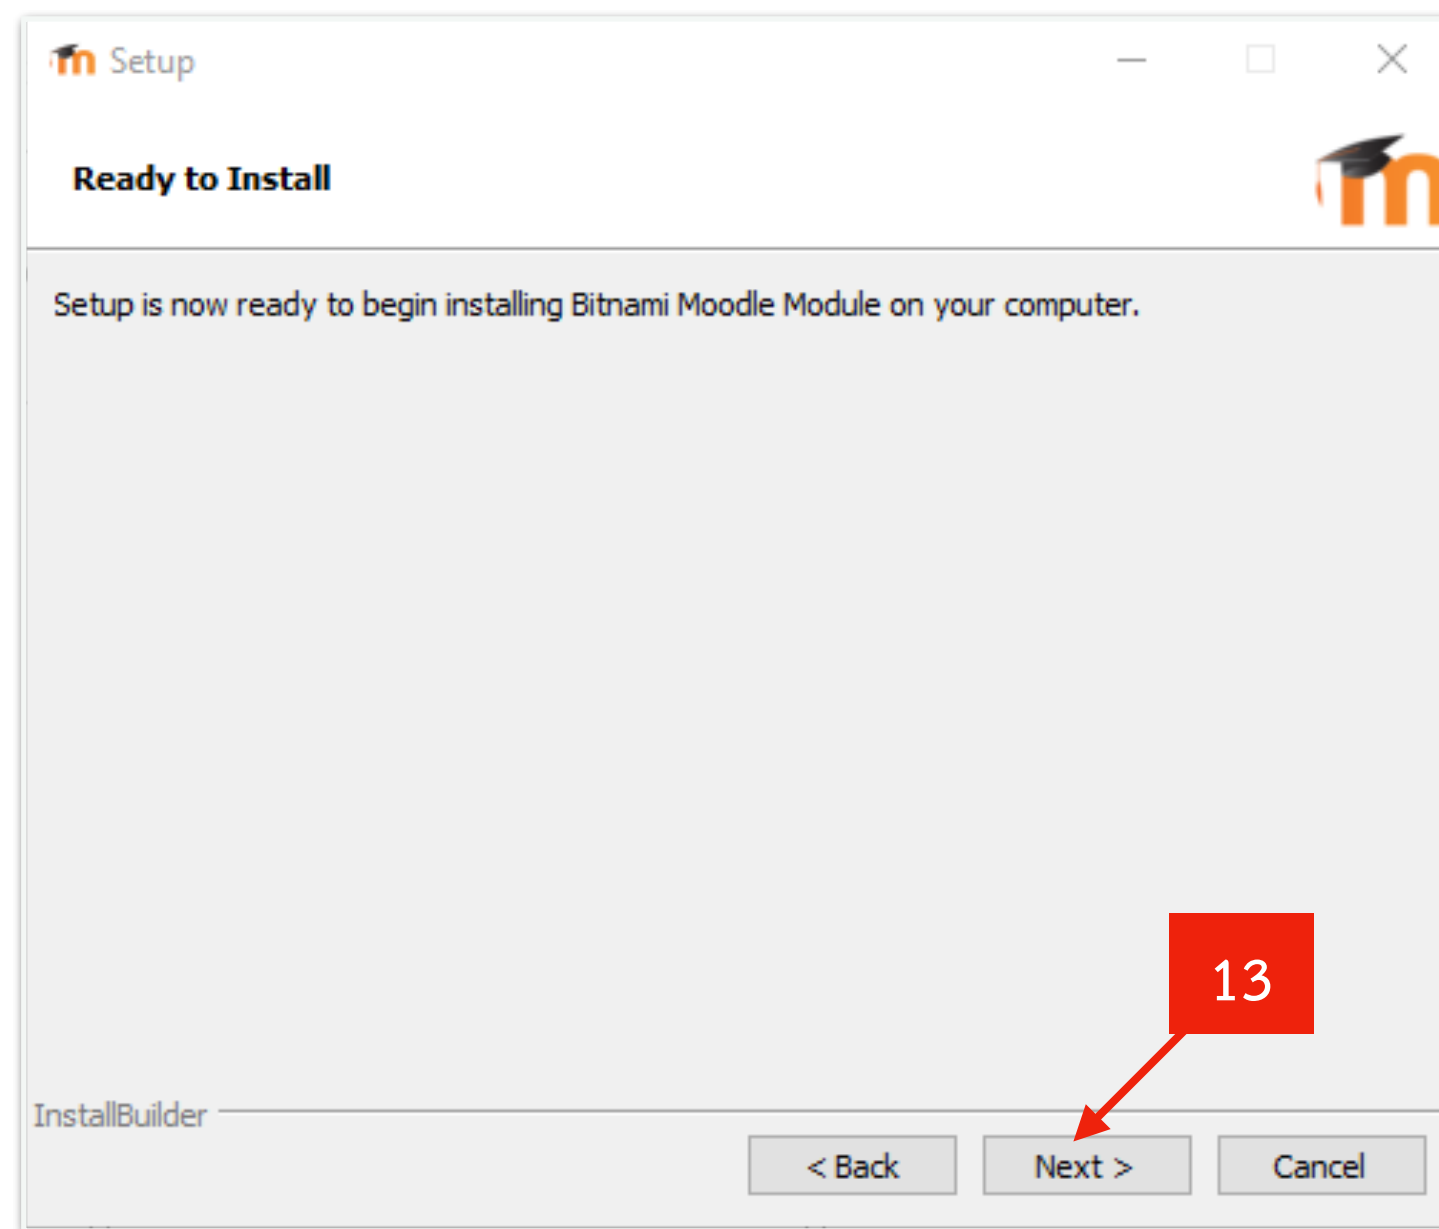 Setup
Ready to Install
Setup is now ready to begin installing Bitnami Moodle Module on your computer.
13
InstallBuilder
< Back
Next >
Cancel